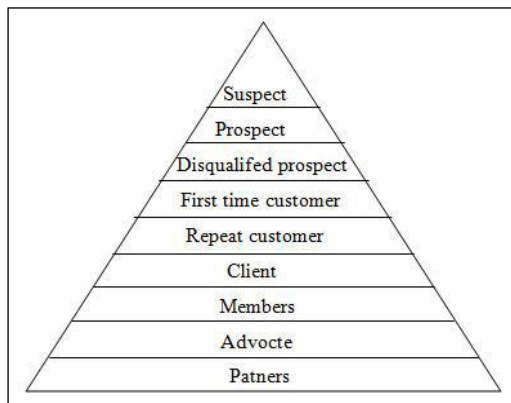 Suspect
Prospect
Disqualifed prospect
First time customer
Repeat customer
Client
Members
Advocte
Patners